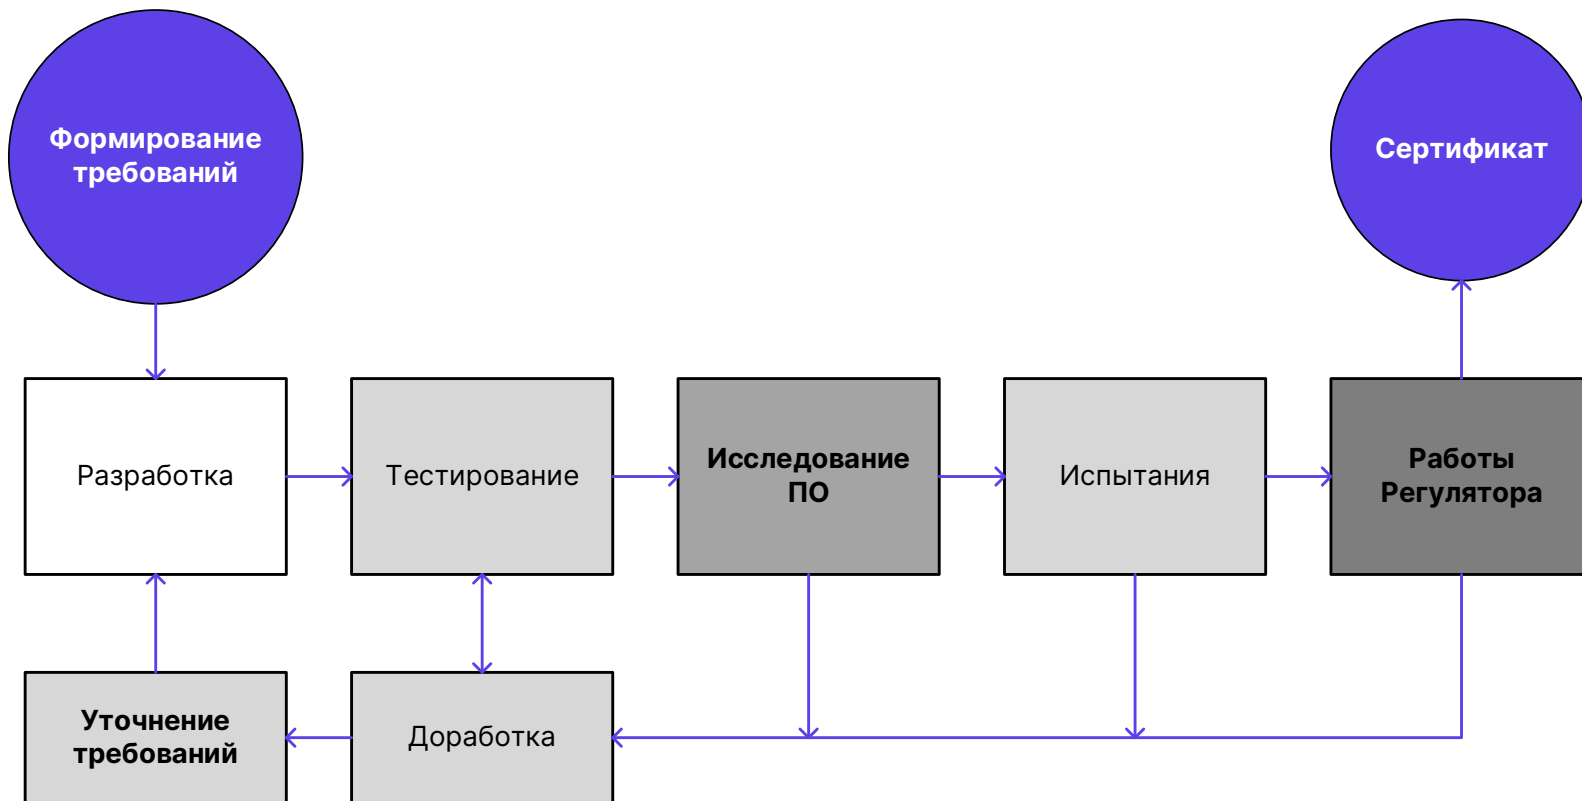 Формирование
требований
Сертификат
Разработка
Тестирование
Исследование
ПО
Испытания
Работы
Регулятора
Уточнение
требований
Доработка